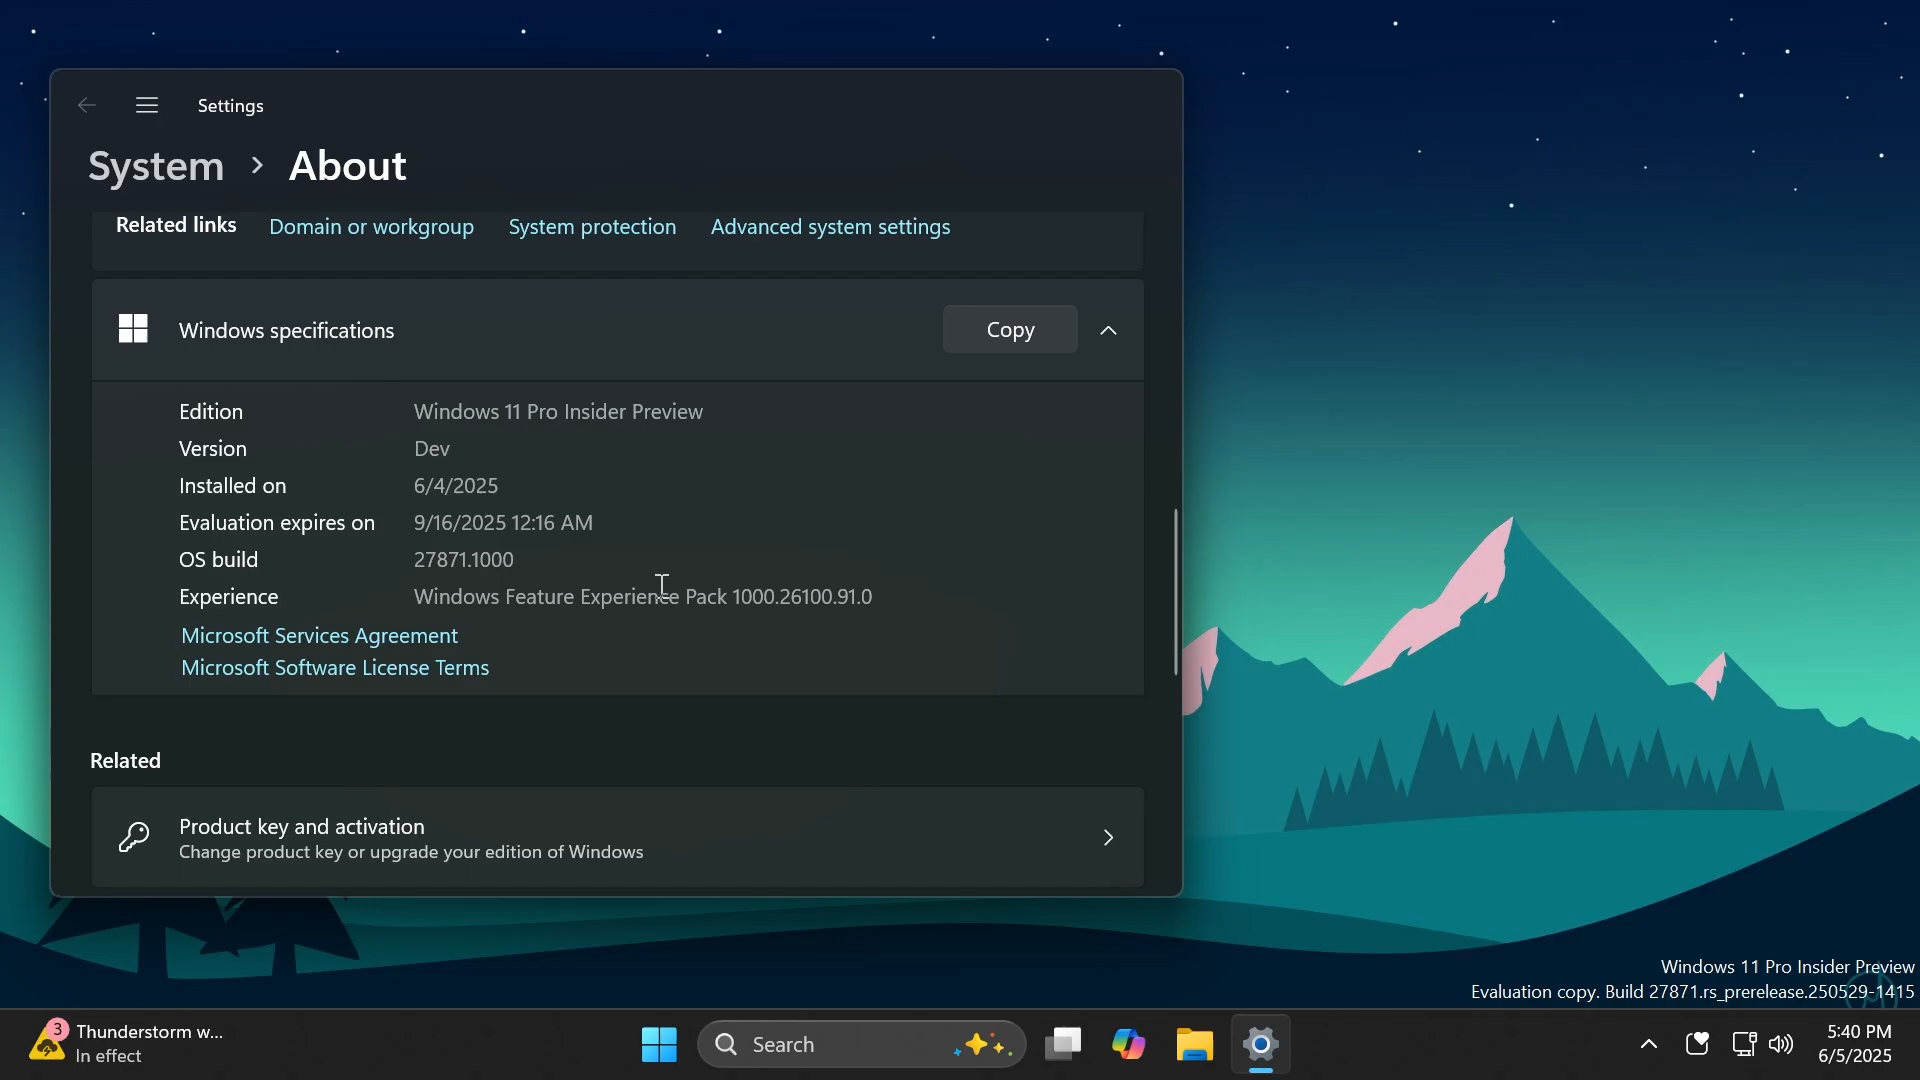 Settings
System > About
Related links Domain or workgroup System protection Advanced system settings
Windows specifications Copy
Edition Windows 11 Pro Insider Preview
Version Dev
Installed on 6/4/2025
Evaluation expires on 9/16/2025 12:16 AM
OS build 27871.1000
Experience Windows Feature Experience Pack 1000.26100.91.0
Microsoft Services Agreement
Microsoft Software License Terms
Related
Product key and activation
Change product key or upgrade your edition of Windows
Windows 11 Pro Insider Preview
Evaluation copy. Build 27871.rs_prerelease.250529-1415
3 Thunderstorm w...
In effect
Search
5:40 PM
6/5/2025